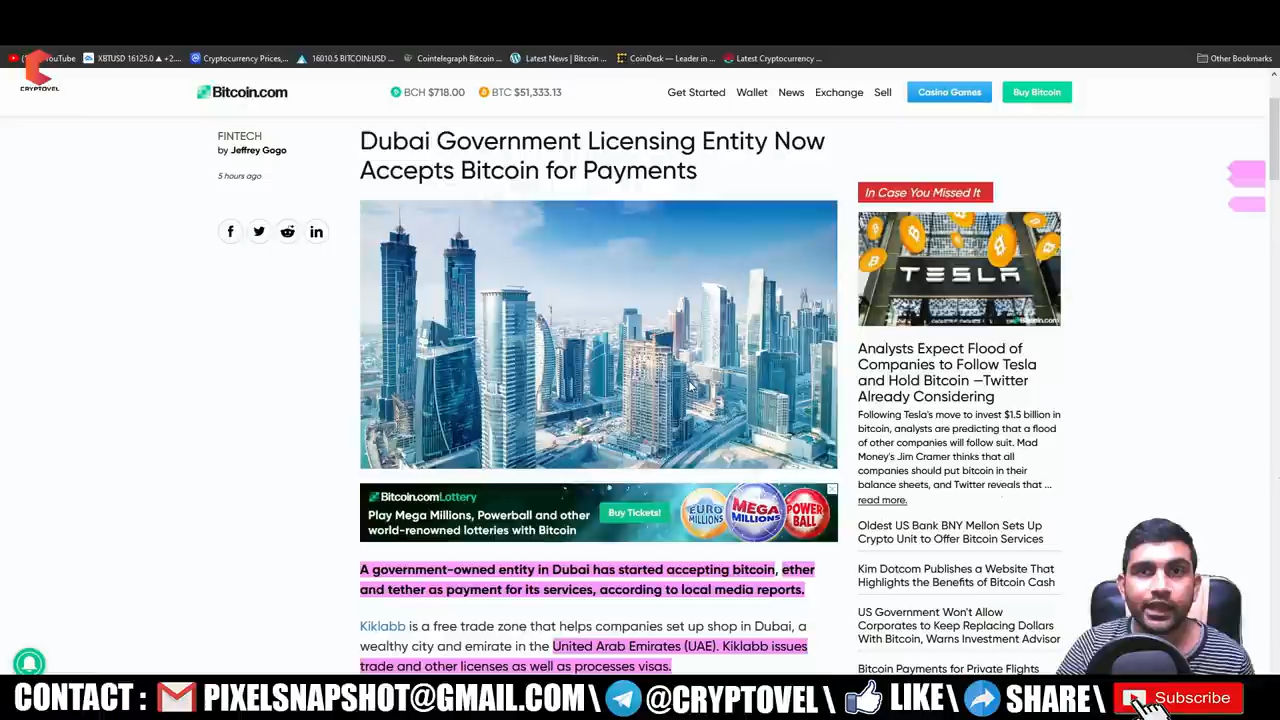 YouTube
XBTUSD 16125.0 ▲ +2....
Cryptocurrency Prices,...
16010.5 BITCOIN:USD ...
Cointelegraph Bitcoin ...
Latest News | Bitcoin ...
CoinDesk — Leader in ...
Latest Cryptocurrency ...
Other Bookmarks
CRYPTOVEL
Bitcoin.com
BCH $718.00
BTC $51,333.13
Get Started
Wallet
News
Exchange
Sell
Casino Games
Buy Bitcoin
FINTECH
by Jeffrey Gogo
5 hours ago
Dubai Government Licensing Entity Now
Accepts Bitcoin for Payments
Bitcoin.com Lottery
Play Mega Millions, Powerball and other
world-renowned lotteries with Bitcoin
Buy Tickets!
EURO
MILLIONS
MEGA
MILLIONS
POWER
BALL
A government-owned entity in Dubai has started accepting bitcoin, ether
and tether as payment for its services, according to local media reports.
Kiklabb is a free trade zone that helps companies set up shop in Dubai, a
wealthy city and emirate in the United Arab Emirates (UAE). Kiklabb issues
trade and other licenses as well as processes visas.
In Case You Missed It
TESLA
Bitcoin.com
Analysts Expect Flood of
Companies to Follow Tesla
and Hold Bitcoin —Twitter
Already Considering
Following Tesla's move to invest $1.5 billion in
bitcoin, analysts are predicting that a flood
of other companies will follow suit. Mad
Money's Jim Cramer thinks that all
companies should put bitcoin in their
balance sheets, and Twitter reveals that ...
read more.
Oldest US Bank BNY Mellon Sets Up
Crypto Unit to Offer Bitcoin Services
Kim Dotcom Publishes a Website That
Highlights the Benefits of Bitcoin Cash
US Government Won't Allow
Corporates to Keep Replacing Dollars
With Bitcoin, Warns Investment Advisor
Bitcoin Payments for Private Flights
CONTACT : PIXELSNAPSHOT@GMAIL.COM \ @CRYPTOVEL \ LIKE\ SHARE\ Subscribe